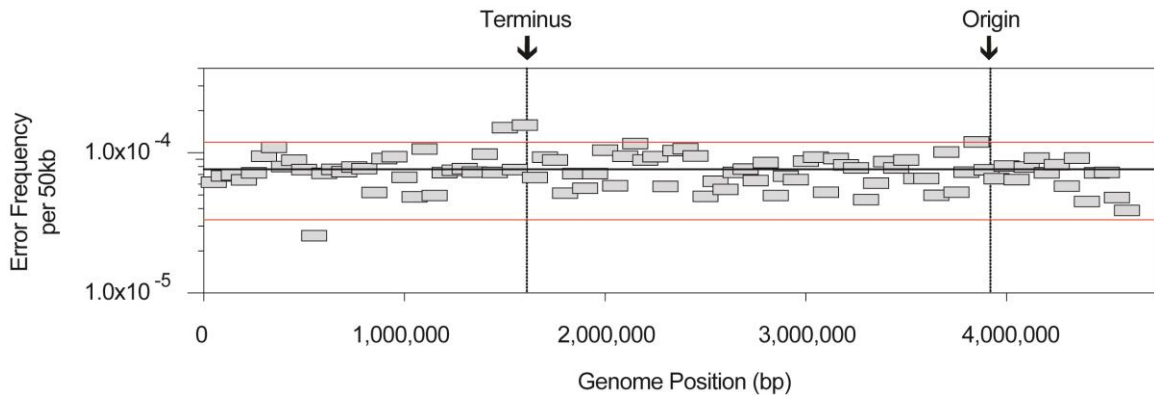 Terminus
Origin
Error Frequency
per 50kb
1.0x10⁻⁴
1.0x10⁻⁵
0
1,000,000
2,000,000
3,000,000
4,000,000
Genome Position (bp)